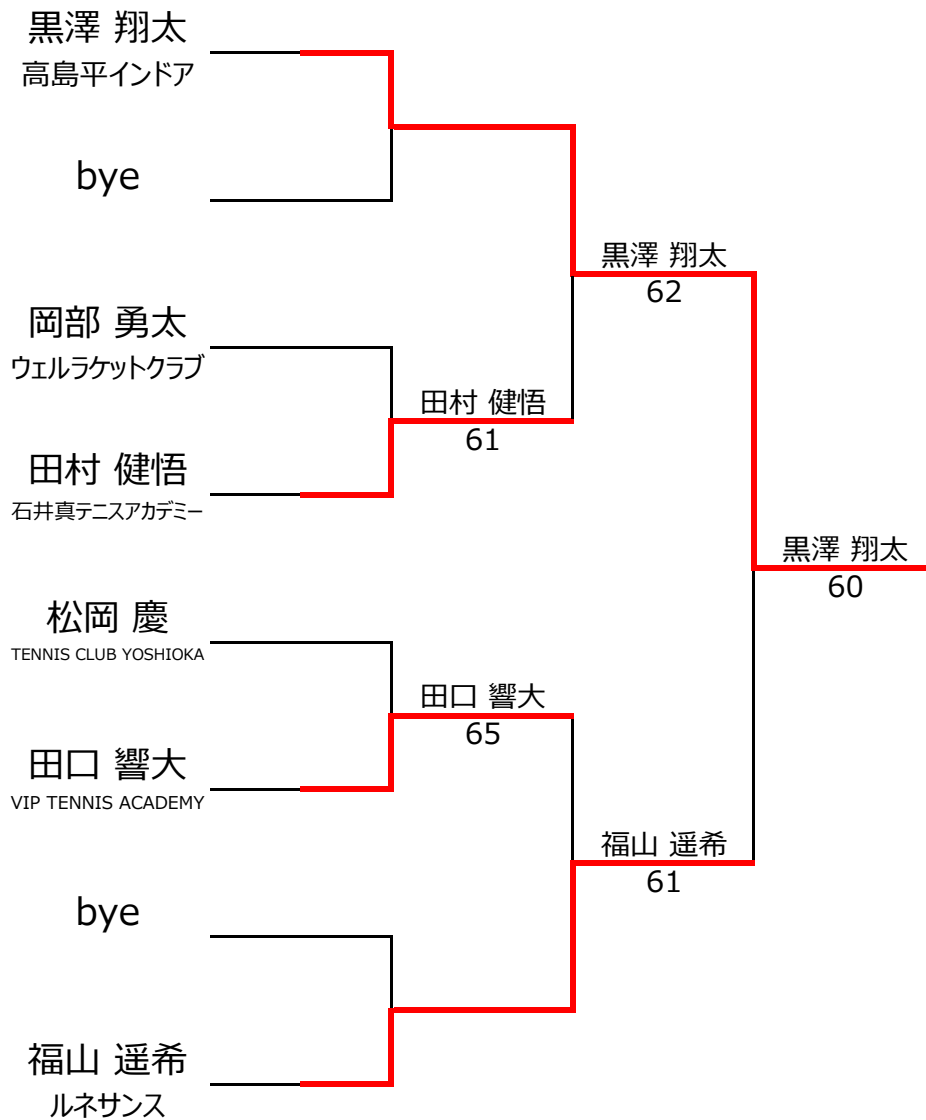 黒澤 翔太
高島平インドア
bye
岡部 勇太
ウェルラケットクラブ
田村 健悟
石井真テニスアカデミー
松岡 慶
TENNIS CLUB YOSHIOKA
田口 響大
VIP TENNIS ACADEMY
bye
福山 遥希
ルネサンス
田村 健悟
61
田口 響大
65
黒澤 翔太
62
福山 遥希
61
黒澤 翔太
60